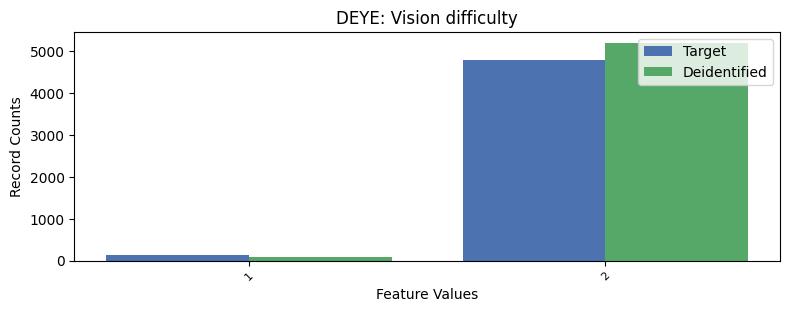 DEYE: Vision difficulty
Target
Deidentified
Record Counts
5000
4000
3000
2000
1000
0
1
2
Feature Values